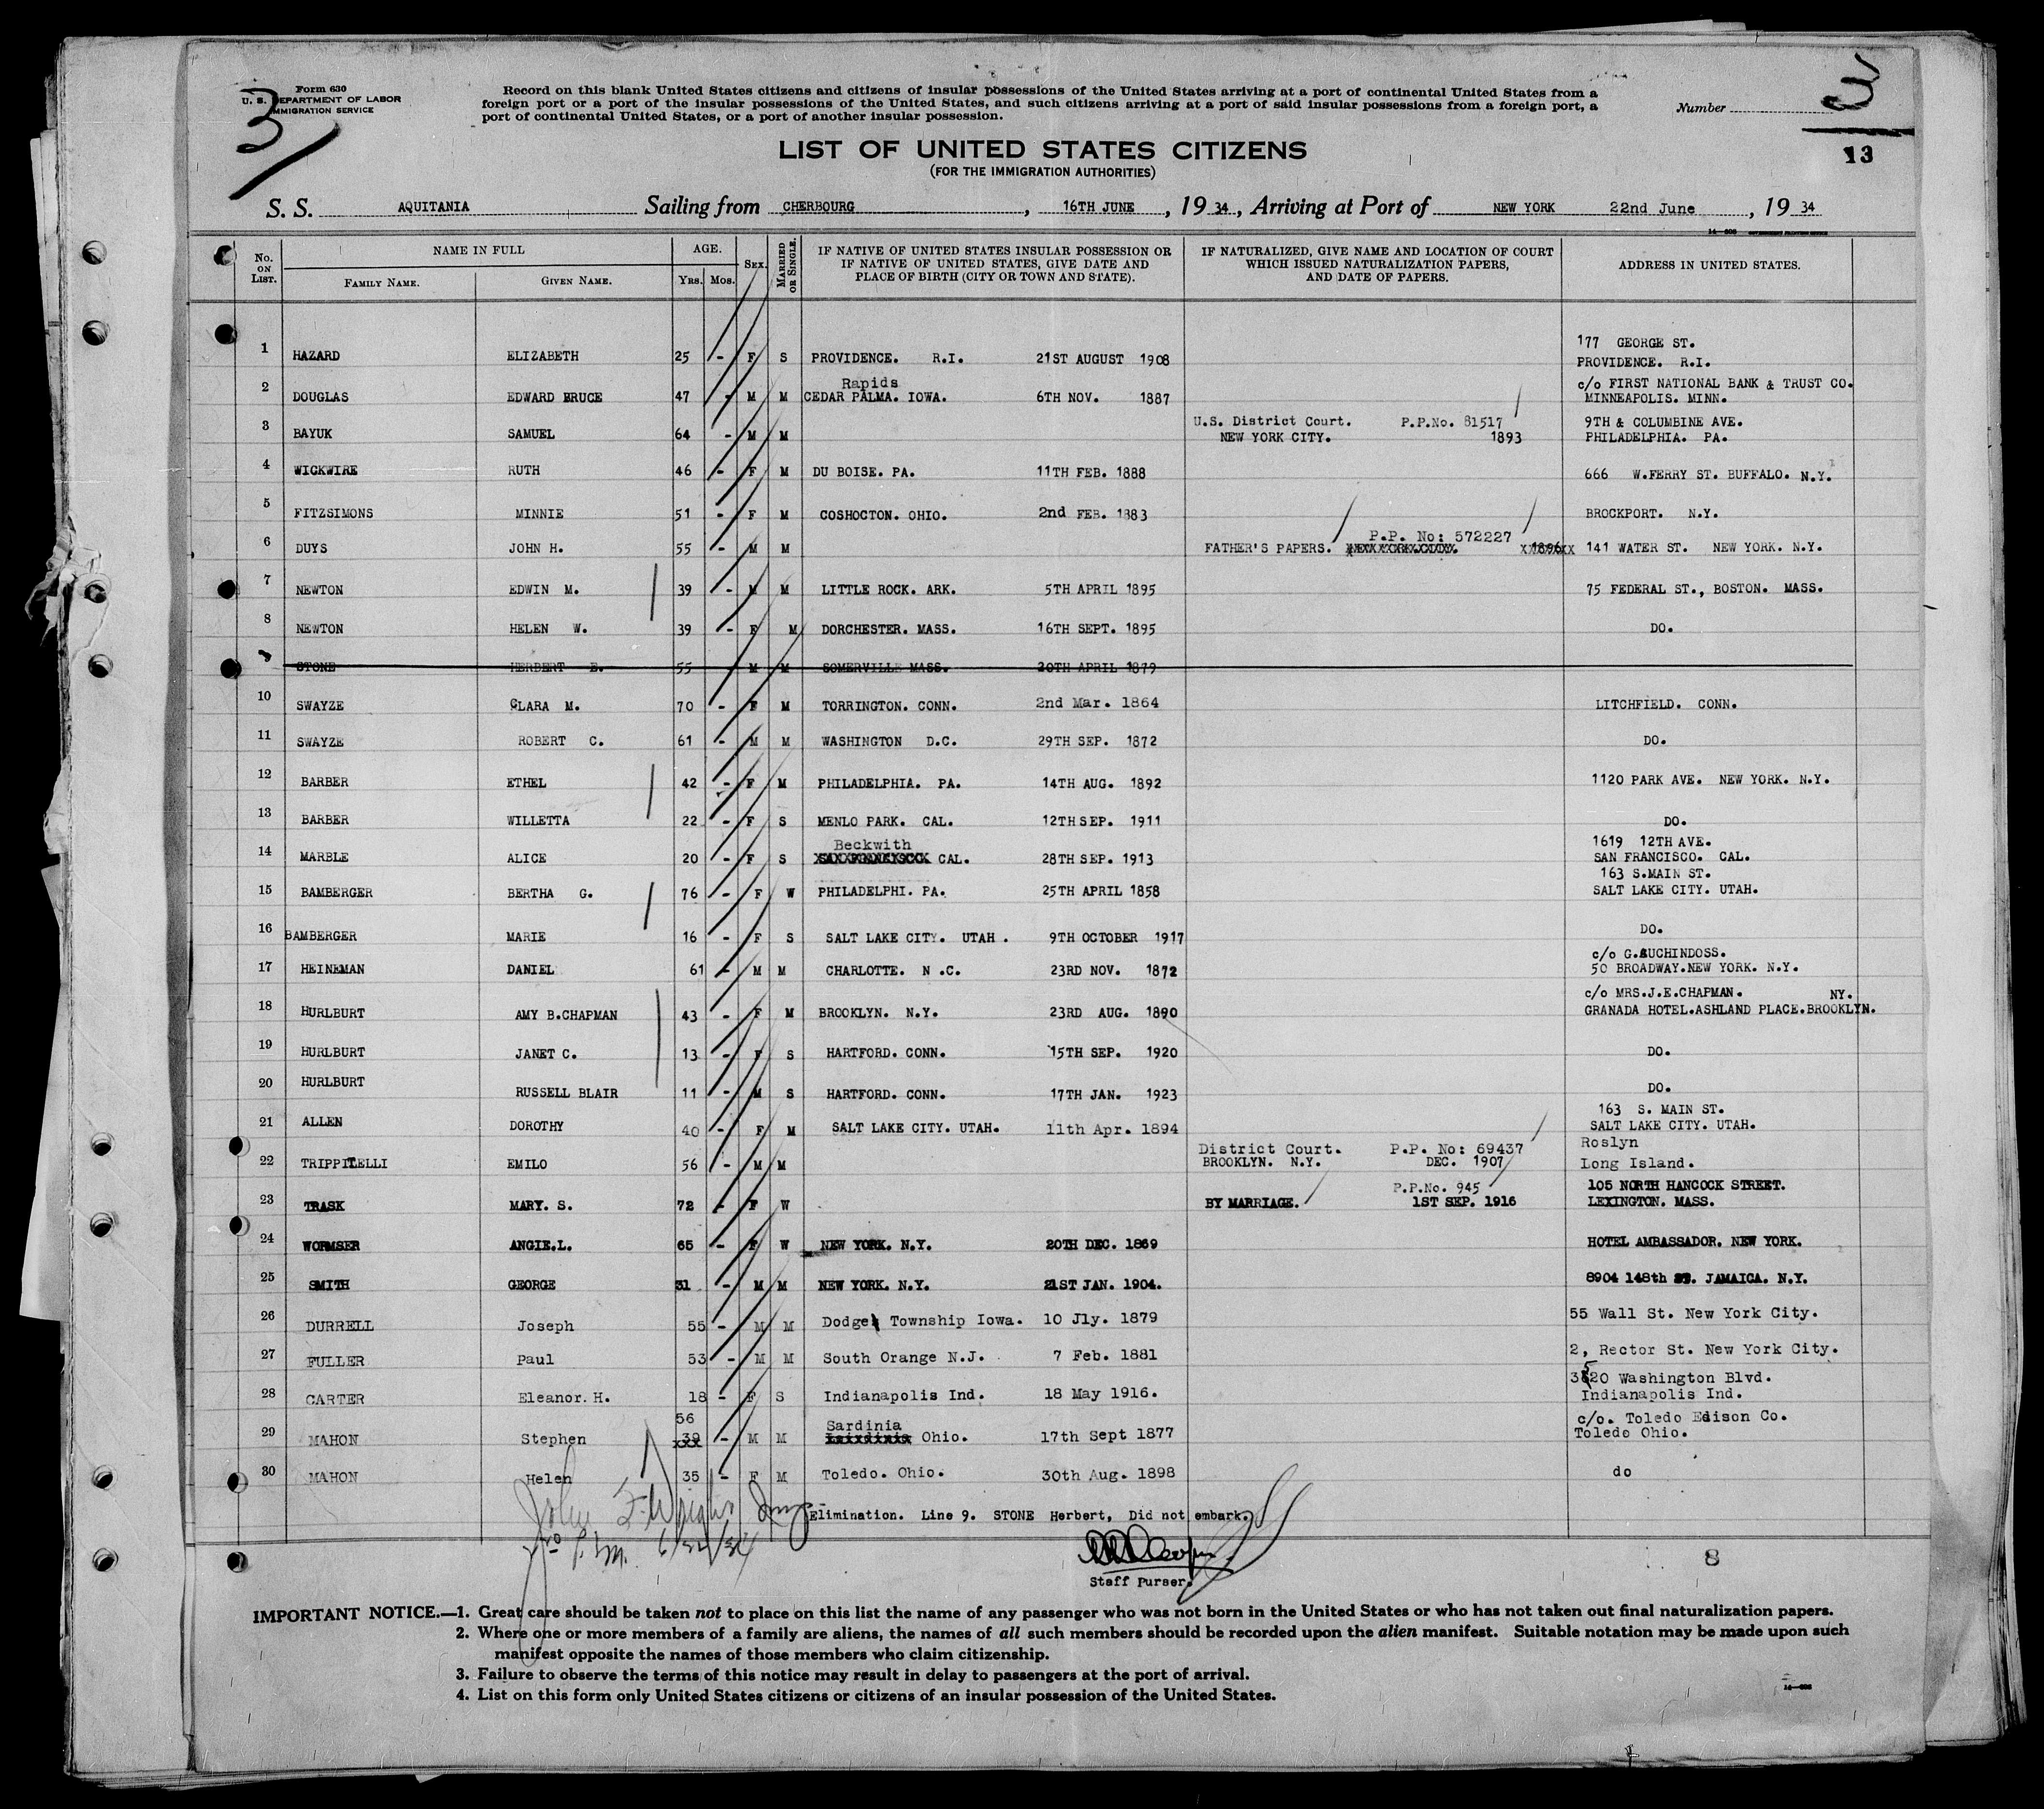 Form 630
U. S. DEPARTMENT OF LABOR
IMMIGRATION SERVICE
3
Record on this blank United States citizens and citizens of insular possessions of the United States arriving at a port of continental United States from a
foreign port or a port of the insular possessions of the United States, and such citizens arriving at a port of said insular possessions from a foreign port, a
port of continental United States, or a port of another insular possession.
Number 3
LIST OF UNITED STATES CITIZENS
(FOR THE IMMIGRATION AUTHORITIES)
13
S. S. AQUITANIA Sailing from CHERBOURG, 16TH JUNE, 19 34, Arriving at Port of NEW YORK 22nd June, 19 34
No. ON LIST. NAME IN FULL FAMILY NAME. GIVEN NAME. AGE. YRS. MOS. SEX. MARRIED OR SINGLE. IF NATIVE OF UNITED STATES INSULAR POSSESSION OR IF NATIVE OF UNITED STATES, GIVE DATE AND PLACE OF BIRTH (CITY OR TOWN AND STATE). IF NATURALIZED, GIVE NAME AND LOCATION OF COURT WHICH ISSUED NATURALIZATION PAPERS, AND DATE OF PAPERS. ADDRESS IN UNITED STATES.
1 HAZARD ELIZABETH 25 - F S PROVIDENCE. R.I. 21ST AUGUST 1908 177 GEORGE ST. PROVIDENCE. R.I.
2 DOUGLAS EDWARD BRUCE 47 - M M Rapids CEDAR PALMA. IOWA. 6TH NOV. 1887 c/o FIRST NATIONAL BANK & TRUST CO. MINNEAPOLIS. MINN.
3 BAYUK SAMUEL 64 - M M U.S. District Court. P.P.No. 81517 NEW YORK CITY. 1893 9TH & COLUMBINE AVE. PHILADELPHIA. PA.
4 WICKWIRE RUTH 46 - F M DU BOISE. PA. 11TH FEB. 1888 666 W.FERRY ST. BUFFALO. N.Y.
5 FITZSIMONS MINNIE 51 - F M COSHOCTON. OHIO. 2nd FEB. 1883 BROCKPORT. N.Y.
6 DUYS JOHN H. 55 - M M FATHER'S PAPERS. P.P. No: 572227 1896 141 WATER ST. NEW YORK. N.Y.
7 NEWTON EDWIN M. 39 - M M LITTLE ROCK. ARK. 5TH APRIL 1895 75 FEDERAL ST., BOSTON. MASS.
8 NEWTON HELEN W. 39 - F M DORCHESTER. MASS. 16TH SEPT. 1895 DO.
9 STONE HERBERT E. 55 M M SOMERVILLE MASS. 20TH APRIL 1879
10 SWAYZE CLARA M. 70 - F M TORRINGTON. CONN. 2nd Mar. 1864 LITCHFIELD. CONN.
11 SWAYZE ROBERT C. 61 - M M WASHINGTON D.C. 29TH SEP. 1872 DO.
12 BARBER ETHEL 42 - F M PHILADELPHIA. PA. 14TH AUG. 1892 1120 PARK AVE. NEW YORK. N.Y.
13 BARBER WILLETTA 22 - F S MENLO PARK. CAL. 12TH SEP. 1911 DO.
14 MARBLE ALICE 20 - F S Beckwith CAL. 28TH SEP. 1913 1619 12TH AVE. SAN FRANCISCO. CAL.
15 BAMBERGER BERTHA G. 76 - F W PHILADELPHI. PA. 25TH APRIL 1858 163 S.MAIN ST. SALT LAKE CITY. UTAH.
16 BAMBERGER MARIE 16 - F S SALT LAKE CITY. UTAH . 9TH OCTOBER 1917 DO.
17 HEINEMAN DANIEL 61 - M M CHARLOTTE. N .C. 23RD NOV. 1872 c/o G.AUCHINDOSS. 50 BROADWAY.NEW YORK. N.Y.
18 HURLBURT AMY B.CHAPMAN 43 - F M BROOKLYN. N.Y. 23RD AUG. 1890 c/o MRS.J.E.CHAPMAN. NY. GRANADA HOTEL.ASHLAND PLACE.BROOKLYN.
19 HURLBURT JANET C. 13 - F S HARTFORD. CONN. 15TH SEP. 1920 DO.
20 HURLBURT RUSSELL BLAIR 11 - M S HARTFORD. CONN. 17TH JAN. 1923 DO.
21 ALLEN DOROTHY 40 - F M SALT LAKE CITY. UTAH. 11th Apr. 1894 163 S. MAIN ST. SALT LAKE CITY. UTAH.
22 TRIPPITELLI EMILO 56 - M M District Court. P.P. No: 69437 BROOKLYN. N.Y. DEC. 1907 Roslyn Long Island.
23 TRASK MARY. S. 72 - F W BY MARRIAGE. P.P.No. 945 1ST SEP. 1916 105 NORTH HANCOCK STREET. LEXINGTON. MASS.
24 WORMSER ANGIE.L. 65 - F W NEW YORK. N.Y. 20TH DEC. 1869 HOTEL AMBASSADOR. NEW YORK.
25 SMITH GEORGE 31 - M M NEW YORK. N.Y. 21ST JAN. 1904. 8904 148th ST. JAMAICA. N.Y.
26 DURRELL Joseph 55 - M M Dodge Township Iowa. 10 Jly. 1879 55 Wall St. New York City.
27 FULLER Paul 53 - M M South Orange N.J. 7 Feb. 1881 2, Rector St. New York City.
28 CARTER Eleanor.H. 18 - F S Indianapolis Ind. 18 May 1916. 3520 Washington Blvd. Indianapolis Ind.
29 MAHON Stephen 56 39 - M M Sardinia Ohio. 17th Sept 1877 c/o. Toledo Edison Co. Toledo Ohio.
30 MAHON Helen 35 - F M Toledo. Ohio. 30th Aug. 1898 do
John F. Wright Insp
6/22/34
Elimination. Line 9. STONE Herbert, Did not embark.
Staff Purser.
8
IMPORTANT NOTICE.—1. Great care should be taken not to place on this list the name of any passenger who was not born in the United States or who has not taken out final naturalization papers.
2. Where one or more members of a family are aliens, the names of all such members should be recorded upon the alien manifest. Suitable notation may be made upon such
manifest opposite the names of those members who claim citizenship.
3. Failure to observe the terms of this notice may result in delay to passengers at the port of arrival.
4. List on this form only United States citizens or citizens of an insular possession of the United States.